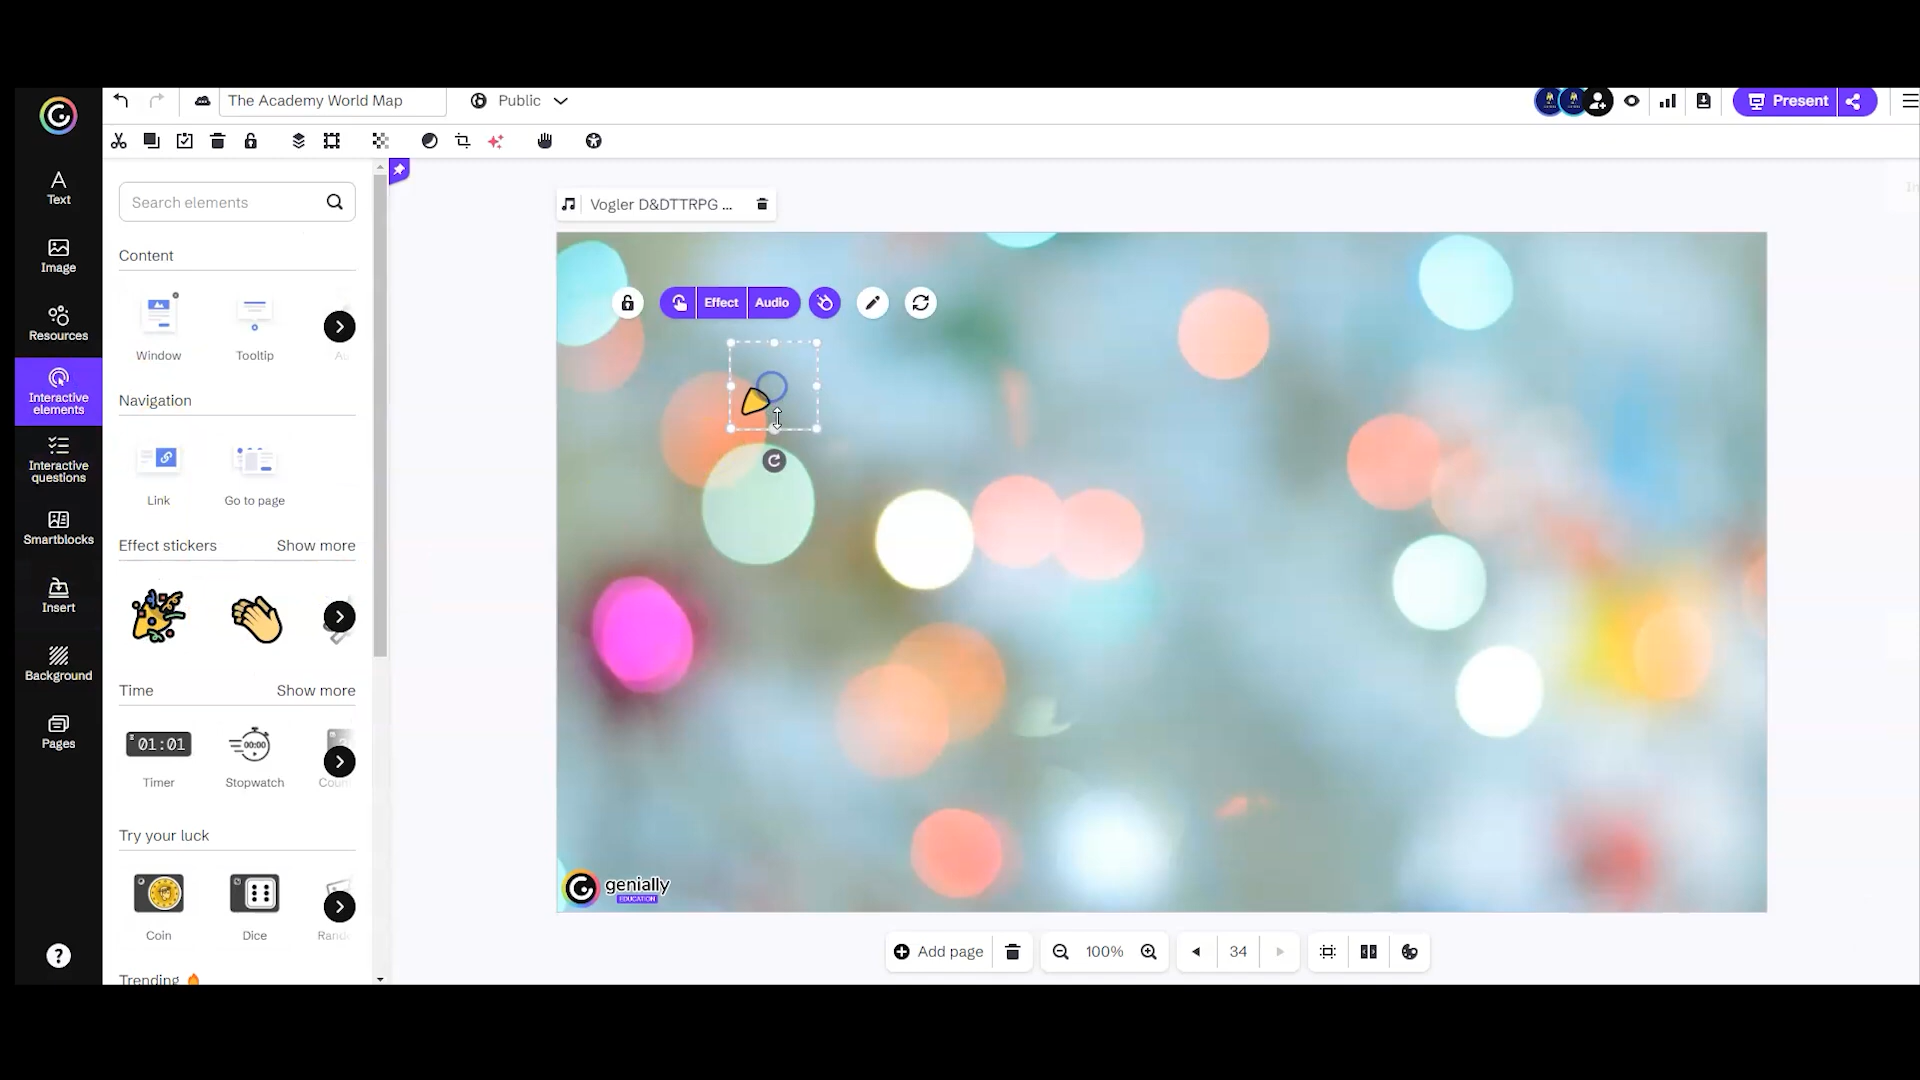 The Academy World Map
Public
Present
Text
Image
Resources
Interactive
elements
Interactive
questions
Smartblocks
Insert
Background
Pages
Search elements
Content
Window
Tooltip
Navigation
Link
Go to page
Effect stickers
Show more
Time
Show more
01:01
00:00
Timer
Stopwatch
Try your luck
Coin
Dice
Trending
Vogler D&DTTRPG ...
Effect
Audio
genially
EDUCATION
Add page
100%
34